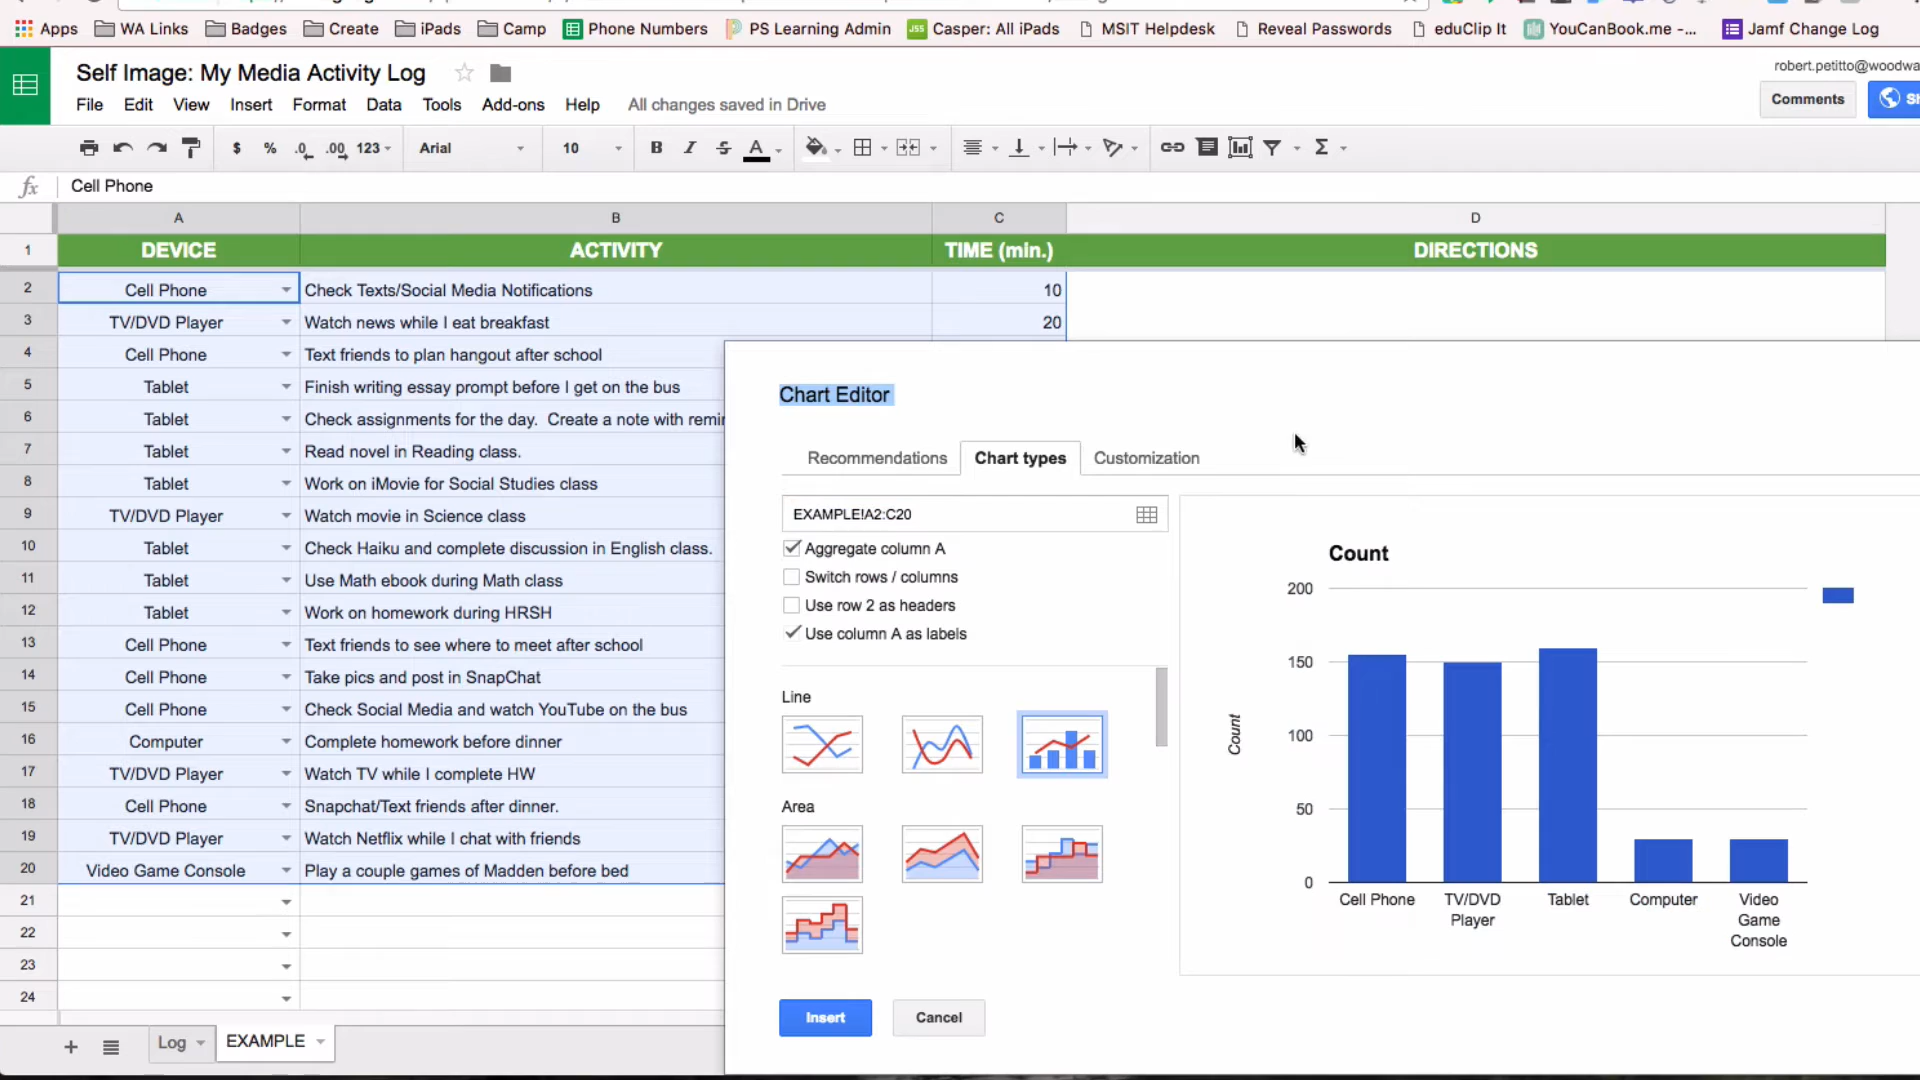 Apps WA Links Badges Create iPads Camp Phone Numbers PS Learning Admin JSS Casper: All iPads MSIT Helpdesk Reveal Passwords eduClip It YouCanBook.me -... Jamf Change Log
Self Image: My Media Activity Log
robert.petitto@woodwa
File Edit View Insert Format Data Tools Add-ons Help All changes saved in Drive
Comments
$ % .0 .00 123 Arial 10 B I S A Σ
fx Cell Phone
A B C D
1 DEVICE ACTIVITY TIME (min.) DIRECTIONS
2 Cell Phone Check Texts/Social Media Notifications 10
3 TV/DVD Player Watch news while I eat breakfast 20
4 Cell Phone Text friends to plan hangout after school
5 Tablet Finish writing essay prompt before I get on the bus
6 Tablet Check assignments for the day. Create a note with remin
7 Tablet Read novel in Reading class.
8 Tablet Work on iMovie for Social Studies class
9 TV/DVD Player Watch movie in Science class
10 Tablet Check Haiku and complete discussion in English class.
11 Tablet Use Math ebook during Math class
12 Tablet Work on homework during HRSH
13 Cell Phone Text friends to see where to meet after school
14 Cell Phone Take pics and post in SnapChat
15 Cell Phone Check Social Media and watch YouTube on the bus
16 Computer Complete homework before dinner
17 TV/DVD Player Watch TV while I complete HW
18 Cell Phone Snapchat/Text friends after dinner.
19 TV/DVD Player Watch Netflix while I chat with friends
20 Video Game Console Play a couple games of Madden before bed
21
22
23
24
Chart Editor
Recommendations Chart types Customization
EXAMPLE!A2:C20
Aggregate column A
Switch rows / columns
Use row 2 as headers
Use column A as labels
Line
Area
Insert Cancel
Count
200
150
100
50
0
Count
Cell Phone TV/DVD Tablet Computer Video
Player Game
Console
Log EXAMPLE